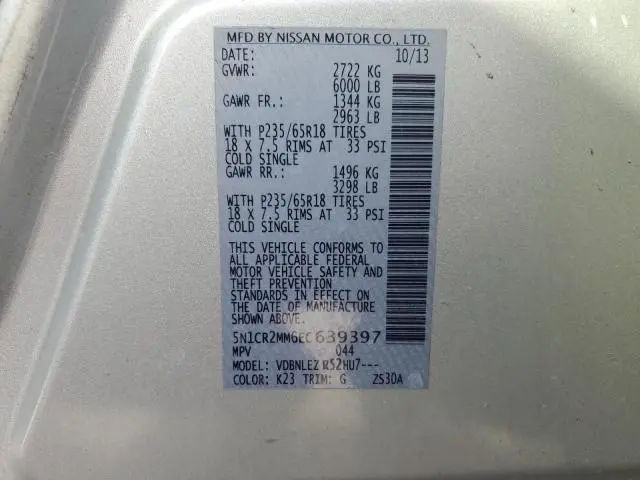 MFD BY NISSAN MOTOR CO., LTD.
DATE: 10/13
GVWR: 2722 KG
6000 LB
GAWR FR.: 1344 KG
2963 LB
WITH P235/65R18 TIRES
18 X 7.5 RIMS AT 33 PSI
COLD SINGLE
GAWR RR.: 1496 KG
3298 LB
WITH P235/65R18 TIRES
18 X 7.5 RIMS AT 33 PSI
COLD SINGLE
THIS VEHICLE CONFORMS TO
ALL APPLICABLE FEDERAL
MOTOR VEHICLE SAFETY AND
THEFT PREVENTION
STANDARDS IN EFFECT ON
THE DATE OF MANUFACTURE
SHOWN ABOVE.
5N1CR2MM6EC639397
MPV 044
MODEL: VDBNLEZ R52HU7---
COLOR: K23 TRIM: G ZS30A